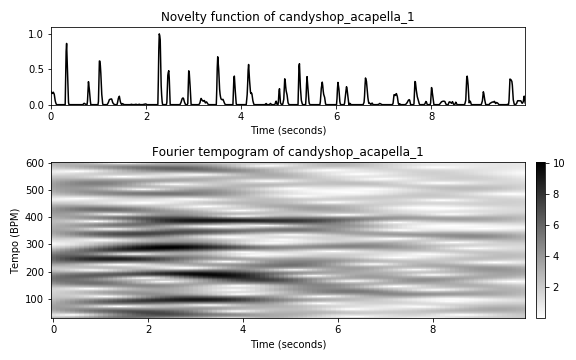 Novelty function of candyshop_acapella_1
1.0
0.5
0.0
0 2 4 6 8
Time (seconds)
Fourier tempogram of candyshop_acapella_1
600
500
400
300
200
100
Tempo (BPM)
0 2 4 6 8
Time (seconds)
10
8
6
4
2